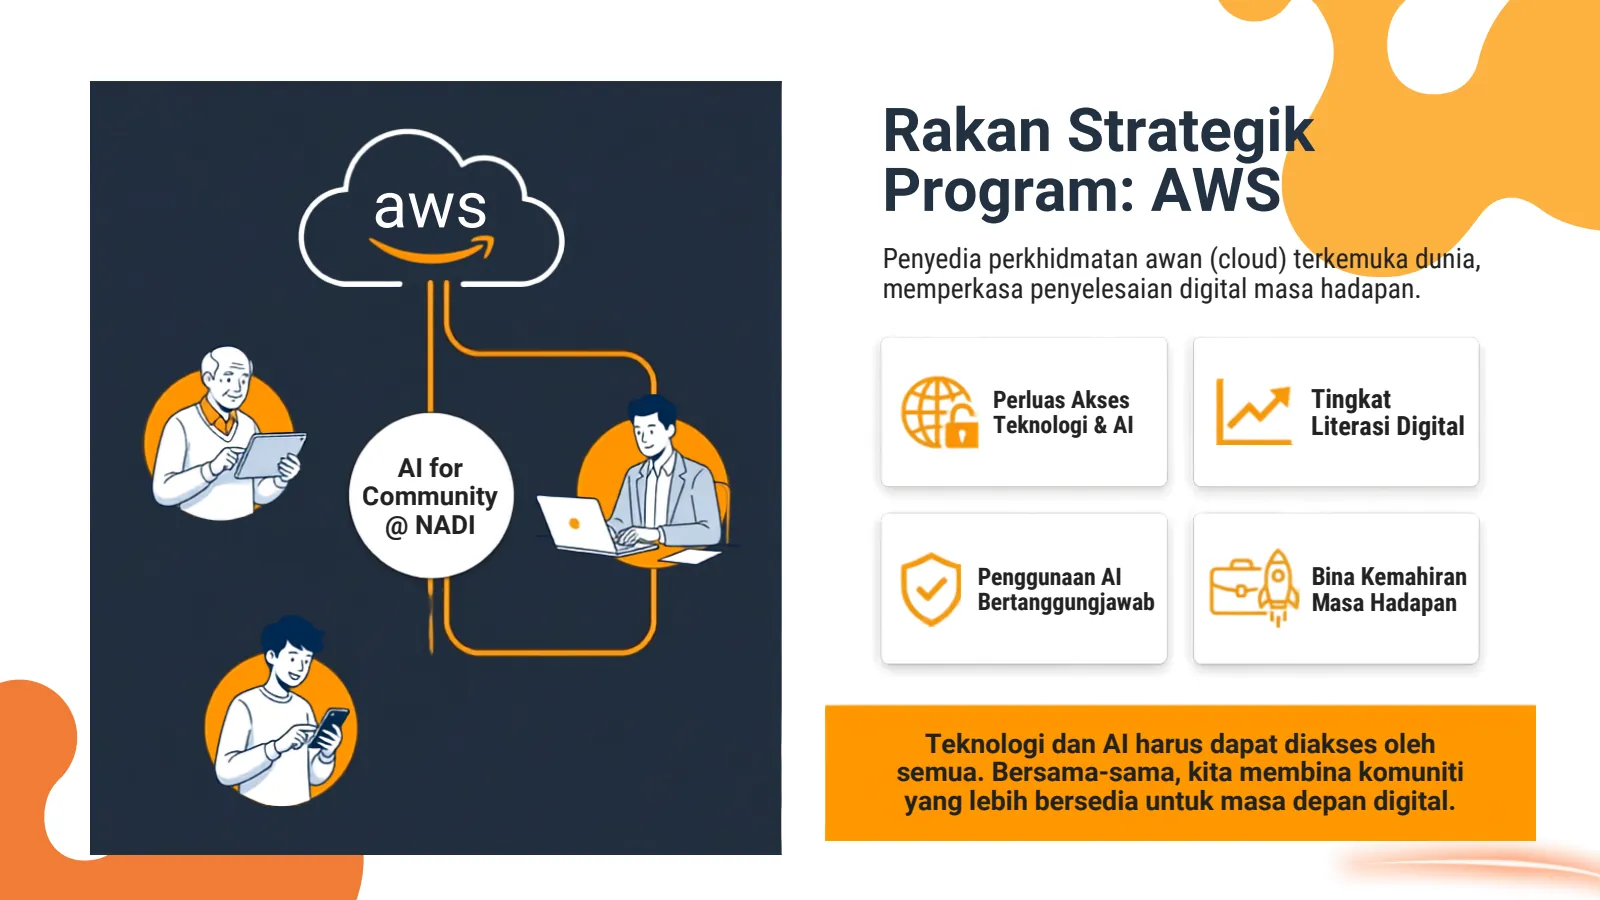 aws
AI for
Community
@ NADI
Rakan Strategik
Program: AWS
Penyedia perkhidmatan awan (cloud) terkemuka dunia,
memperkasa penyelesaian digital masa hadapan.
Perluas Akses
Teknologi & AI
Tingkat
Literasi Digital
Penggunaan AI
Bertanggungjawab
Bina Kemahiran
Masa Hadapan
Teknologi dan AI harus dapat diakses oleh
semua. Bersama-sama, kita membina komuniti
yang lebih bersedia untuk masa depan digital.